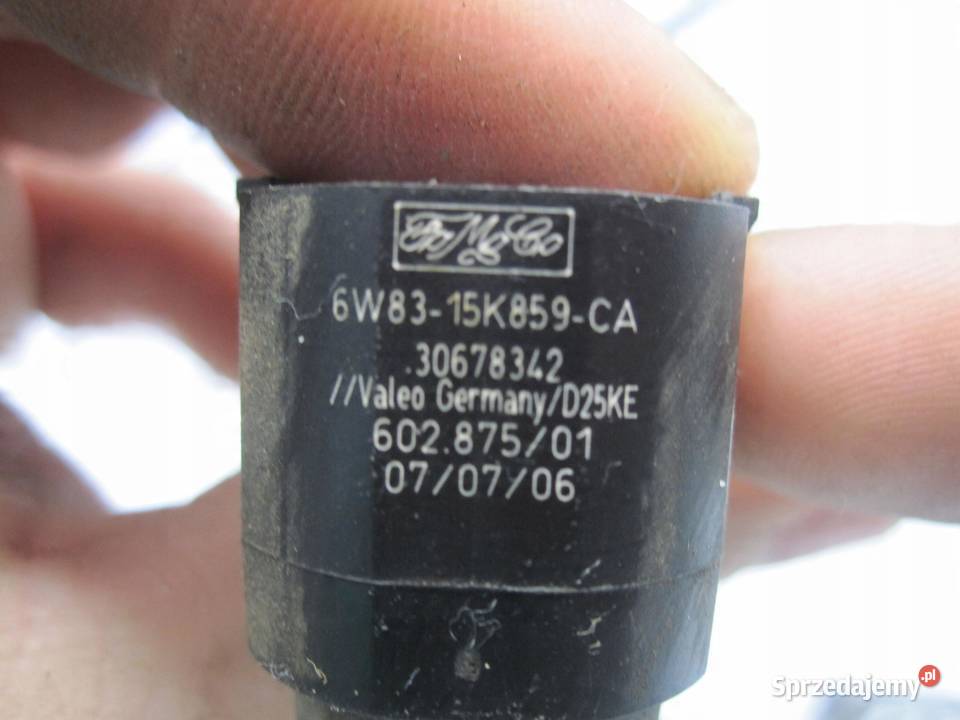 FoMoCo
6W83-15K859-CA
.30678342
//Valeo Germany/D25KE
602.875/01
07/07/06
Sprzedajemy.pl